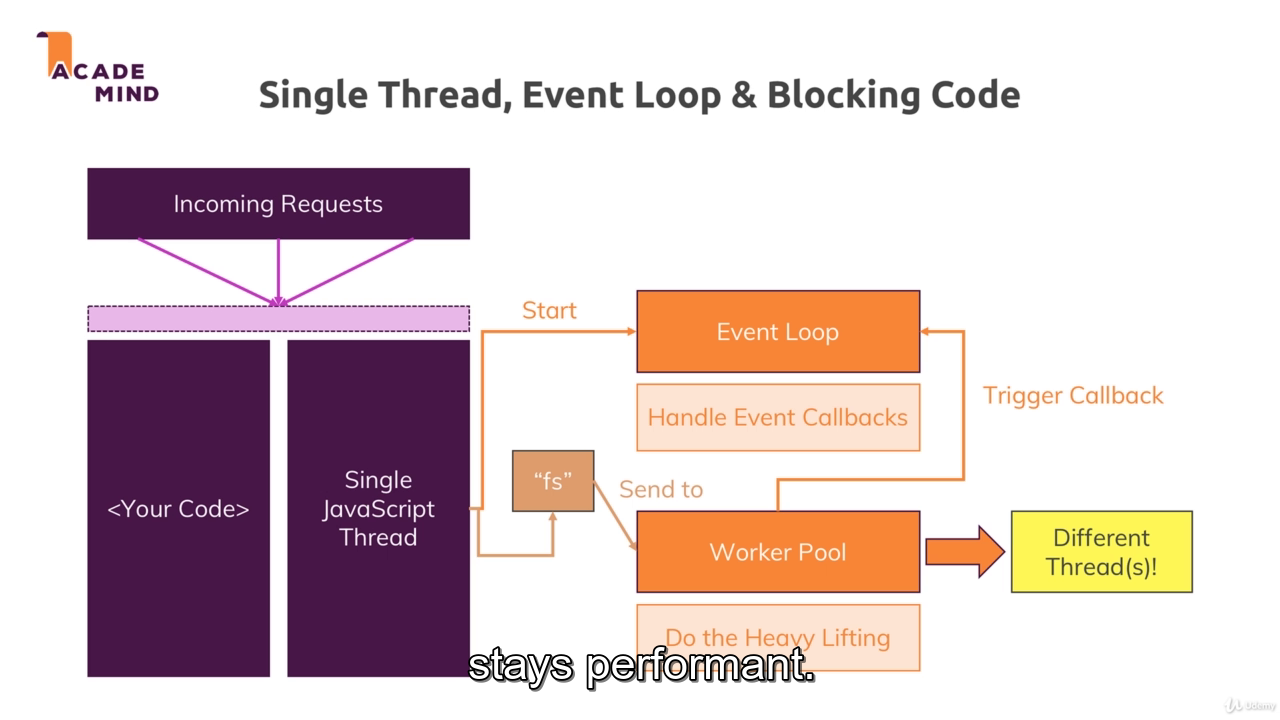 ACADE
MIND
Single Thread, Event Loop & Blocking Code
Incoming Requests
Start
Event Loop
Trigger Callback
Handle Event Callbacks
<Your Code>
Single
JavaScript
Thread
“fs”
Send to
Worker Pool
Different
Thread(s)!
Do the Heavy Lifting
stays performant.
Udemy